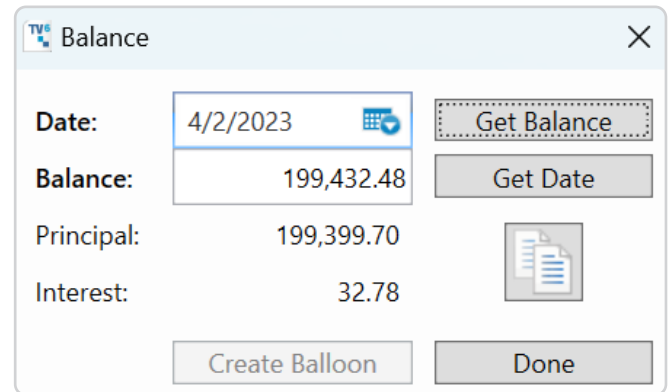 TV6 Balance
Date: 4/2/2023 Get Balance
Balance: 199,432.48 Get Date
Principal: 199,399.70
Interest: 32.78
Create Balloon Done